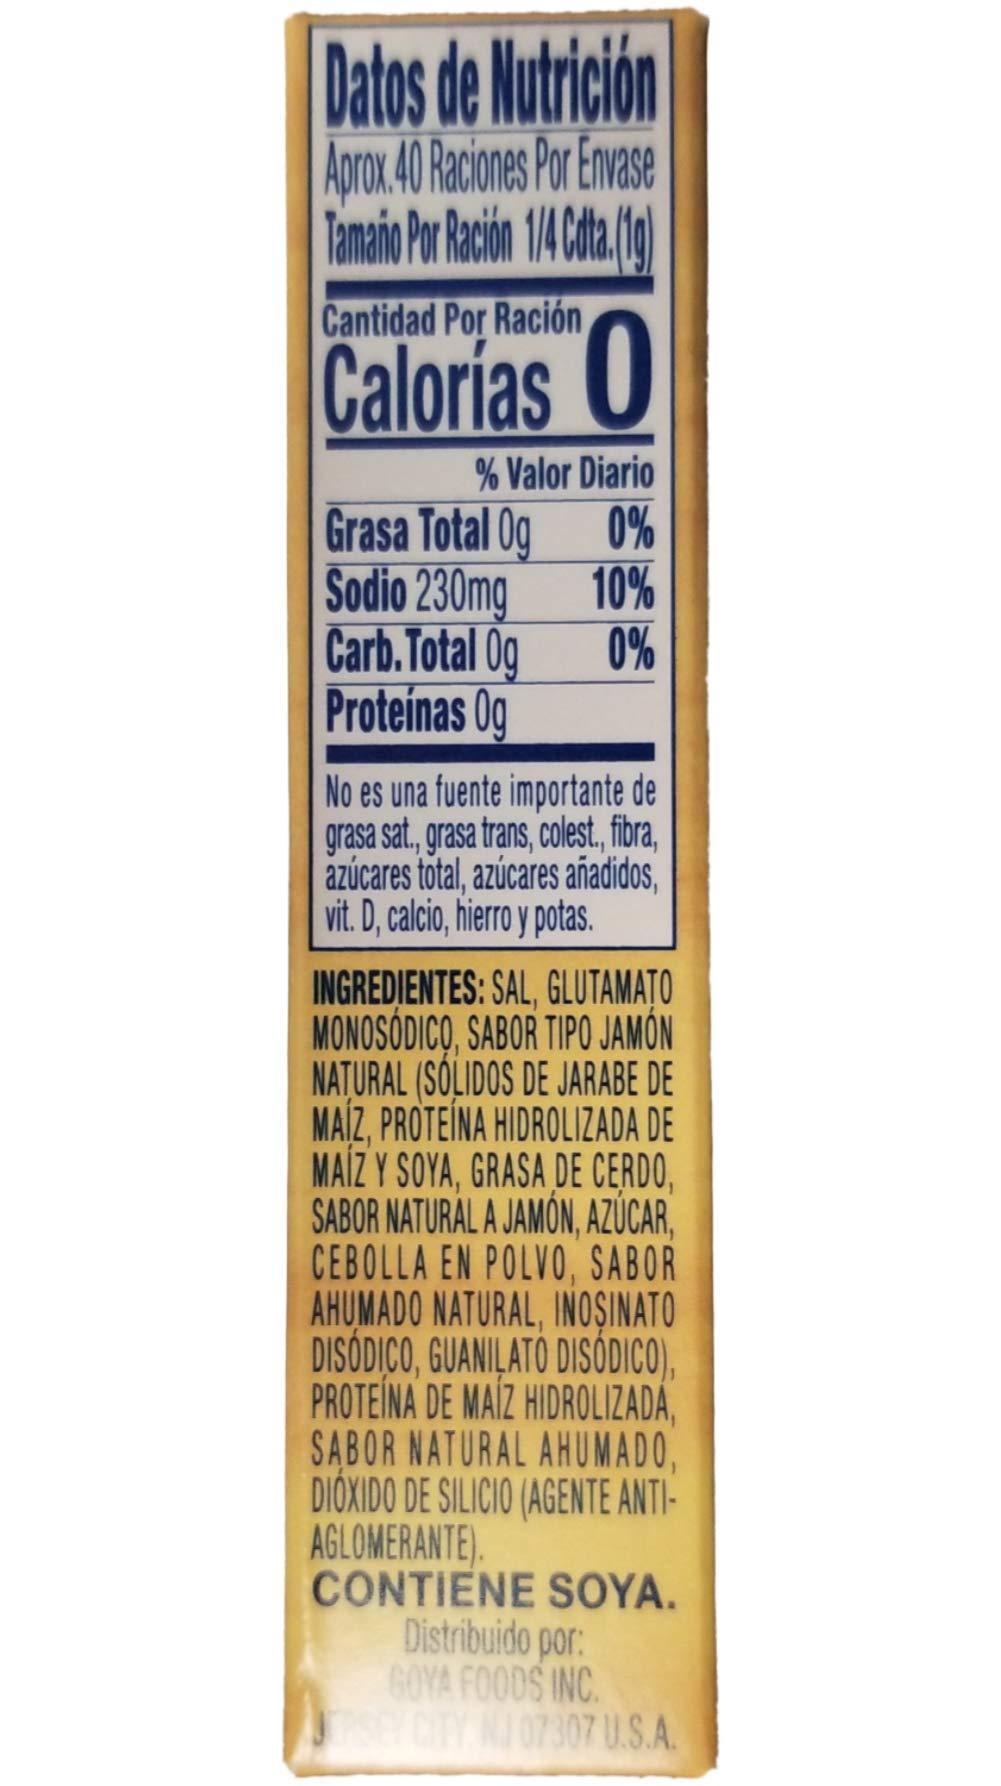 Datos de Nutrición
Aprox. 40 Raciones Por Envase
Tamaño Por Ración 1/4 Cdta. (1g)
Cantidad Por Ración
Calorías 0
% Valor Diario
Grasa Total 0g 0%
Sodio 230mg 10%
Carb. Total 0g 0%
Proteínas 0g
No es una fuente importante de
grasa sat., grasa trans, colest., fibra,
azúcares total, azúcares añadidos,
vit. D, calcio, hierro y potas.
INGREDIENTES: SAL, GLUTAMATO
MONOSÓDICO, SABOR TIPO JAMÓN
NATURAL (SÓLIDOS DE JARABE DE
MAÍZ, PROTEÍNA HIDROLIZADA DE
MAÍZ Y SOYA, GRASA DE CERDO,
SABOR NATURAL A JAMÓN, AZÚCAR,
CEBOLLA EN POLVO, SABOR
AHUMADO NATURAL, INOSINATO
DISÓDICO, GUANILATO DISÓDICO),
PROTEÍNA DE MAÍZ HIDROLIZADA,
SABOR NATURAL AHUMADO,
DIÓXIDO DE SILICIO (AGENTE ANTI-
AGLOMERANTE).
CONTIENE SOYA.
Distribuido por:
GOYA FOODS INC.
JERSEY CITY NJ 07307 U.S.A.